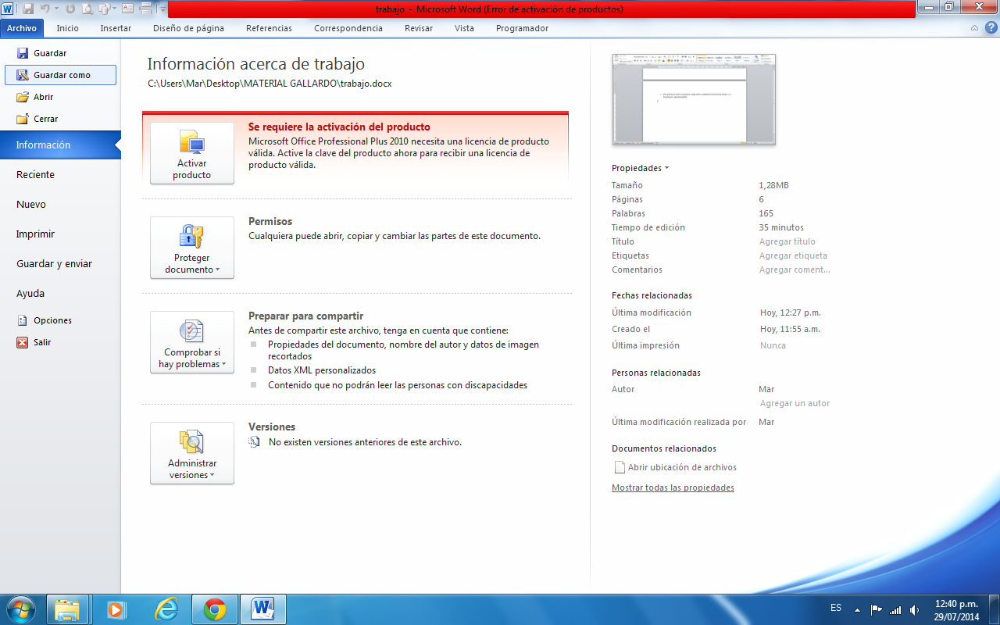 trabajo - Microsoft Word (Error de activación de productos)
Archivo Inicio Insertar Diseño de página Referencias Correspondencia Revisar Vista Programador
Guardar
Guardar como
Abrir
Cerrar
Información
Reciente
Nuevo
Imprimir
Guardar y enviar
Ayuda
Opciones
Salir
Información acerca de trabajo
C:\Users\Mar\Desktop\MATERIAL GALLARDO\trabajo.docx
Activar
producto
Se requiere la activación del producto
Microsoft Office Professional Plus 2010 necesita una licencia de producto
válida. Active la clave del producto ahora para recibir una licencia de
producto válida.
Proteger
documento
Permisos
Cualquiera puede abrir, copiar y cambiar las partes de este documento.
Comprobar si
hay problemas
Preparar para compartir
Antes de compartir este archivo, tenga en cuenta que contiene:
Propiedades del documento, nombre del autor y datos de imagen
recortados
Datos XML personalizados
Contenido que no podrán leer las personas con discapacidades
Administrar
versiones
Versiones
No existen versiones anteriores de este archivo.
Propiedades
Tamaño 1,28MB
Páginas 6
Palabras 165
Tiempo de edición 35 minutos
Título Agregar título
Etiquetas Agregar etiqueta
Comentarios Agregar coment...
Fechas relacionadas
Última modificación Hoy, 12:27 p.m.
Creado el Hoy, 11:55 a.m.
Última impresión Nunca
Personas relacionadas
Autor Mar
Agregar un autor
Última modificación realizada por Mar
Documentos relacionados
Abrir ubicación de archivos
Mostrar todas las propiedades
ES
12:40 p.m.
29/07/2014